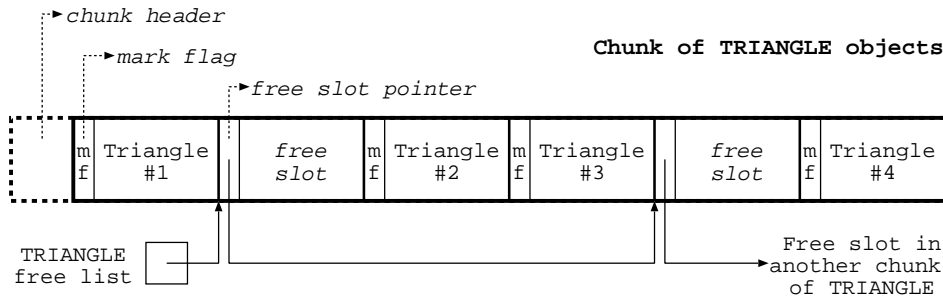 chunk header
mark flag
Chunk of TRIANGLE objects
free slot pointer
m
f
Triangle
#1
free
slot
m
f
Triangle
#2
m
f
Triangle
#3
free
slot
m
f
Triangle
#4
TRIANGLE
free list
Free slot in
another chunk
of TRIANGLE